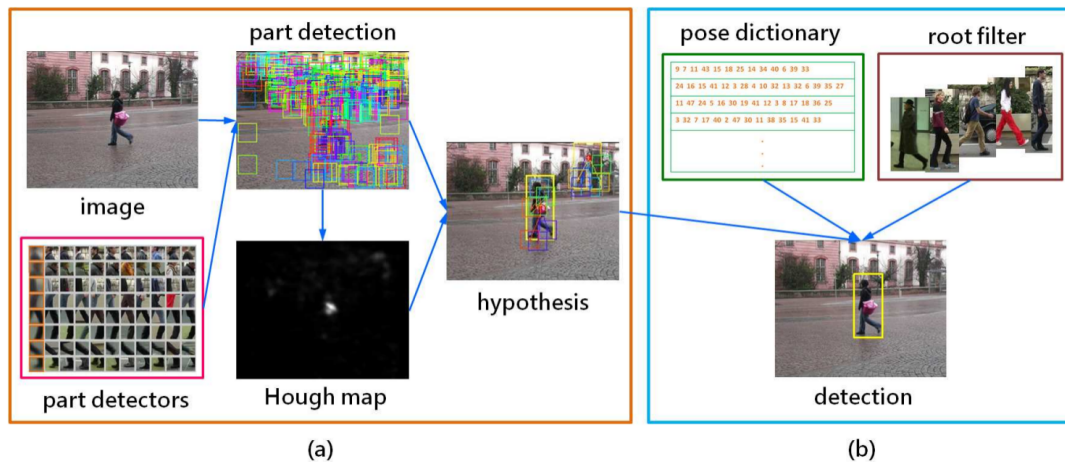 part detection
image
part detectors
Hough map
hypothesis
(a)
pose dictionary
root filter
9 7 11 43 15 18 25 14 34 40 6 39 33
24 16 15 41 12 3 28 4 10 32 13 32 6 39 35 27
11 47 24 5 16 30 19 41 12 3 8 17 18 36 25
3 32 7 17 40 2 47 30 11 38 35 15 41 33
.
.
.
detection
(b)